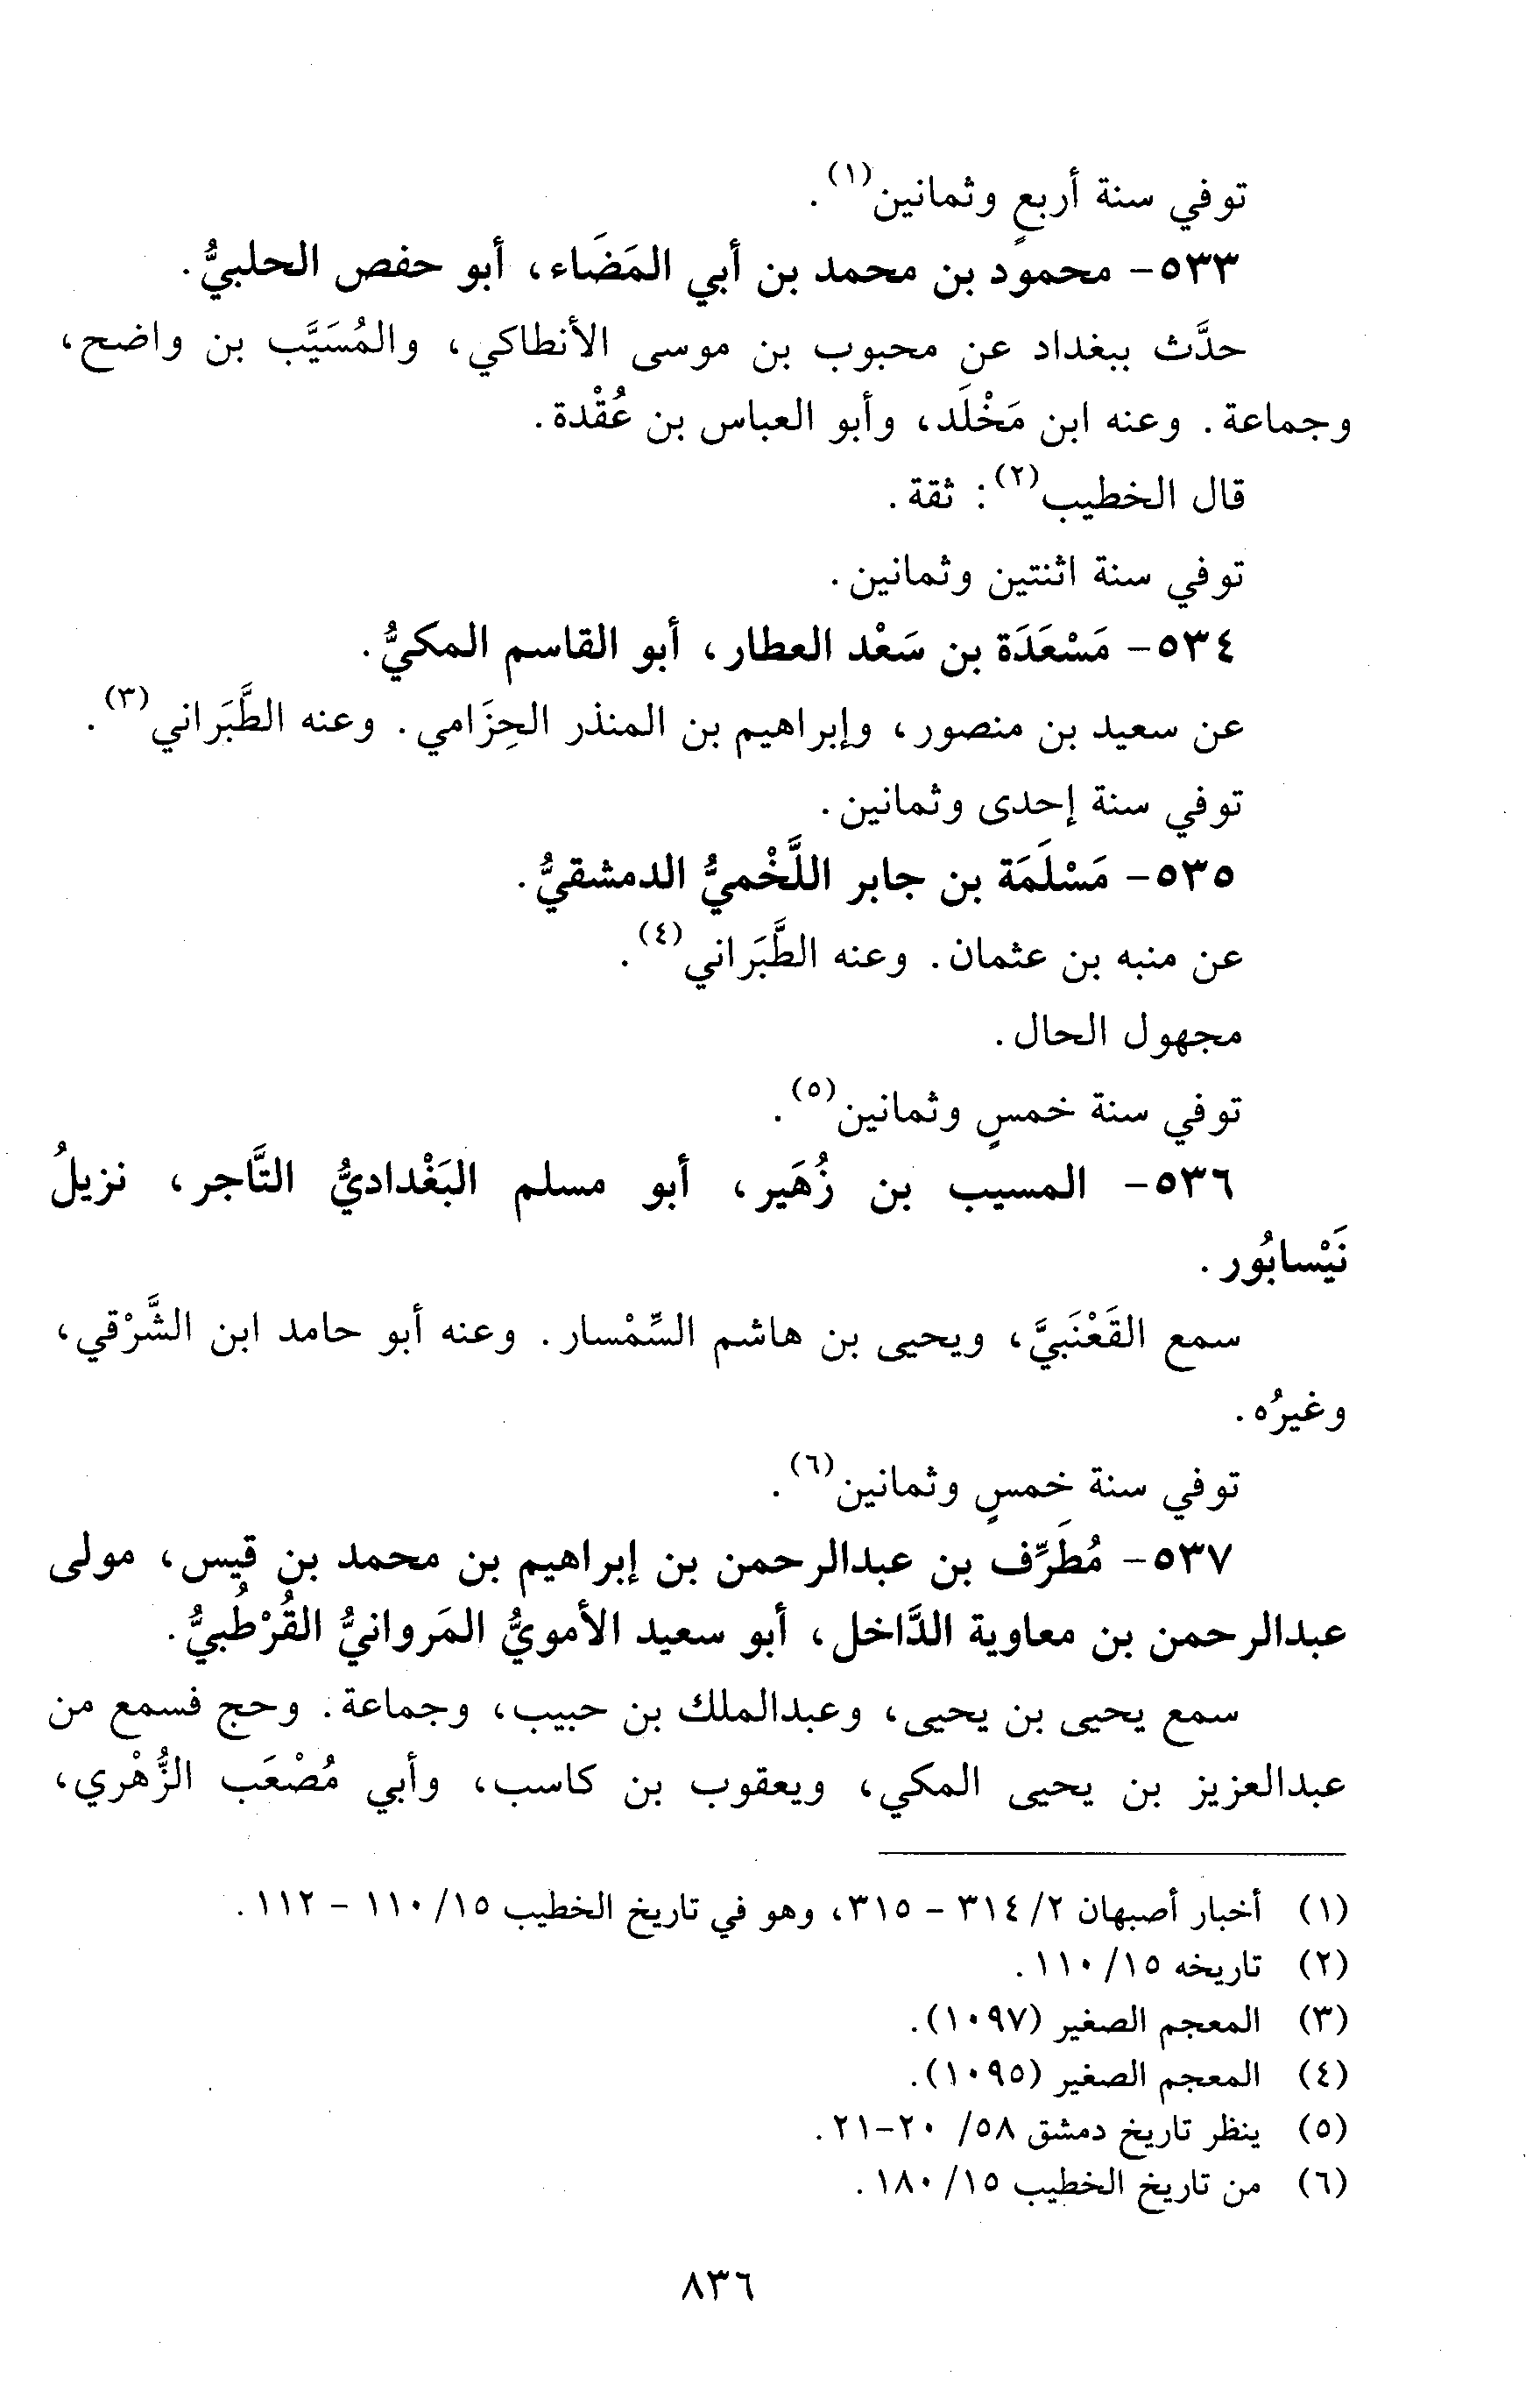 توفي سنة أربعٍ وثمانين(١).
٥٣٣- محمود بن محمد بن أبي المَضَاء، أبو حفص الحلبيُّ.
حدَّث ببغداد عن محبوب بن موسى الأنطاكي، والمُسَيَّب بن واضح،
وجماعة. وعنه ابن مَخْلَد، وأبو العباس بن عُقْدة.
قال الخطيب(٢): ثقة.
توفي سنة اثنتين وثمانين.
٥٣٤- مَسْعَدَة بن سَعْد العطار، أبو القاسم المكيُّ.
عن سعيد بن منصور، وإبراهيم بن المنذر الحِزَامي. وعنه الطَّبَراني(٣).
توفي سنة إحدى وثمانين.
٥٣٥- مَسْلَمَة بن جابر اللَّخْميُّ الدمشقيُّ.
عن منبه بن عثمان. وعنه الطَّبَراني(٤).
مجهول الحال.
توفي سنة خمسٍ وثمانين(٥).
٥٣٦- المسيب بن زُهَير، أبو مسلم البَغْداديُّ التَّاجر، نزيلُ
نَيْسابُور.
سمع القَعْنَبيَّ، ويحيى بن هاشم السِّمْسار. وعنه أبو حامد ابن الشَّرْقي،
وغيرُه.
توفي سنة خمسٍ وثمانين(٦).
٥٣٧- مُطَرِّف بن عبدالرحمن بن إبراهيم بن محمد بن قيس، مولى
عبدالرحمن بن معاوية الدَّاخل، أبو سعيد الأمويُّ المَروانيُّ القُرْطُبيُّ.
سمع يحيى بن يحيى، وعبدالملك بن حبيب، وجماعة. وحج فسمع من
عبدالعزيز بن يحيى المكي، ويعقوب بن كاسب، وأبي مُصْعَب الزُّهْري،
(١) أخبار أصبهان ٢/ ٣١٤ - ٣١٥، وهو في تاريخ الخطيب ١٥/ ١١٠ - ١١٢.
(٢) تاريخه ١٥/ ١١٠.
(٣) المعجم الصغير (١٠٩٧).
(٤) المعجم الصغير (١٠٩٥).
(٥) ينظر تاريخ دمشق ٥٨/ ٢٠-٢١.
(٦) من تاريخ الخطيب ١٥/ ١٨٠.
٨٣٦